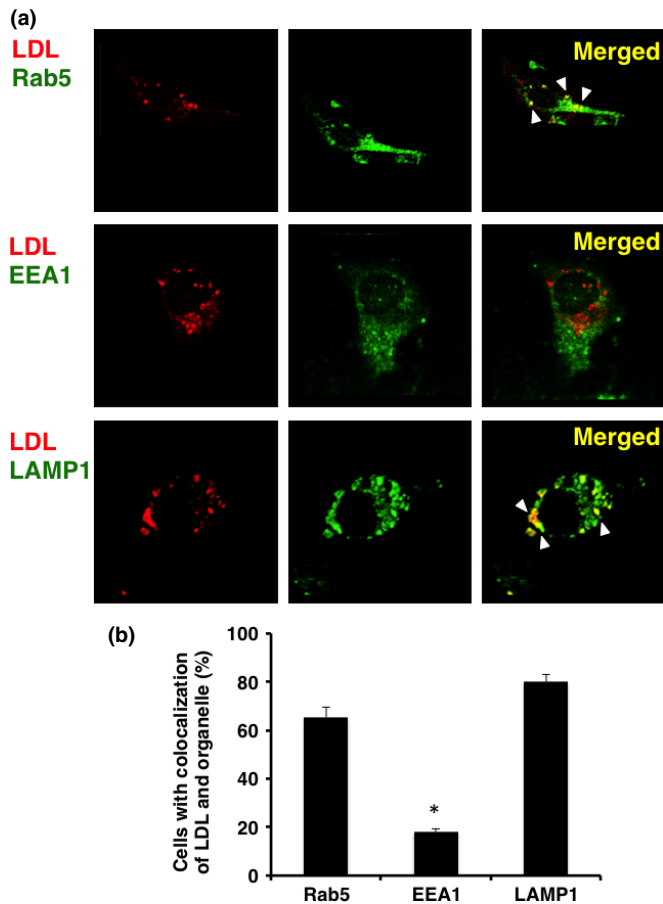 (a)
LDL
Rab5
Merged
LDL
EEA1
Merged
LDL
LAMP1
Merged
(b)
Cells with colocalization
of LDL and organelle (%)
100
80
60
40
20
0
*
Rab5 EEA1 LAMP1